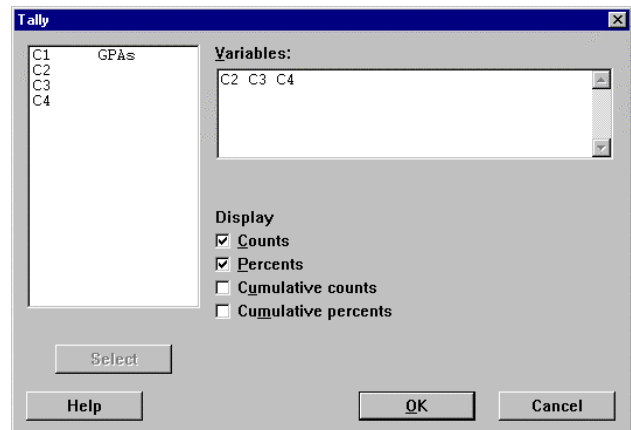 Tally
C1 GPAs
C2
C3
C4
Variables:
C2 C3 C4
Display
Counts
Percents
Cumulative counts
Cumulative percents
Select
Help
OK
Cancel